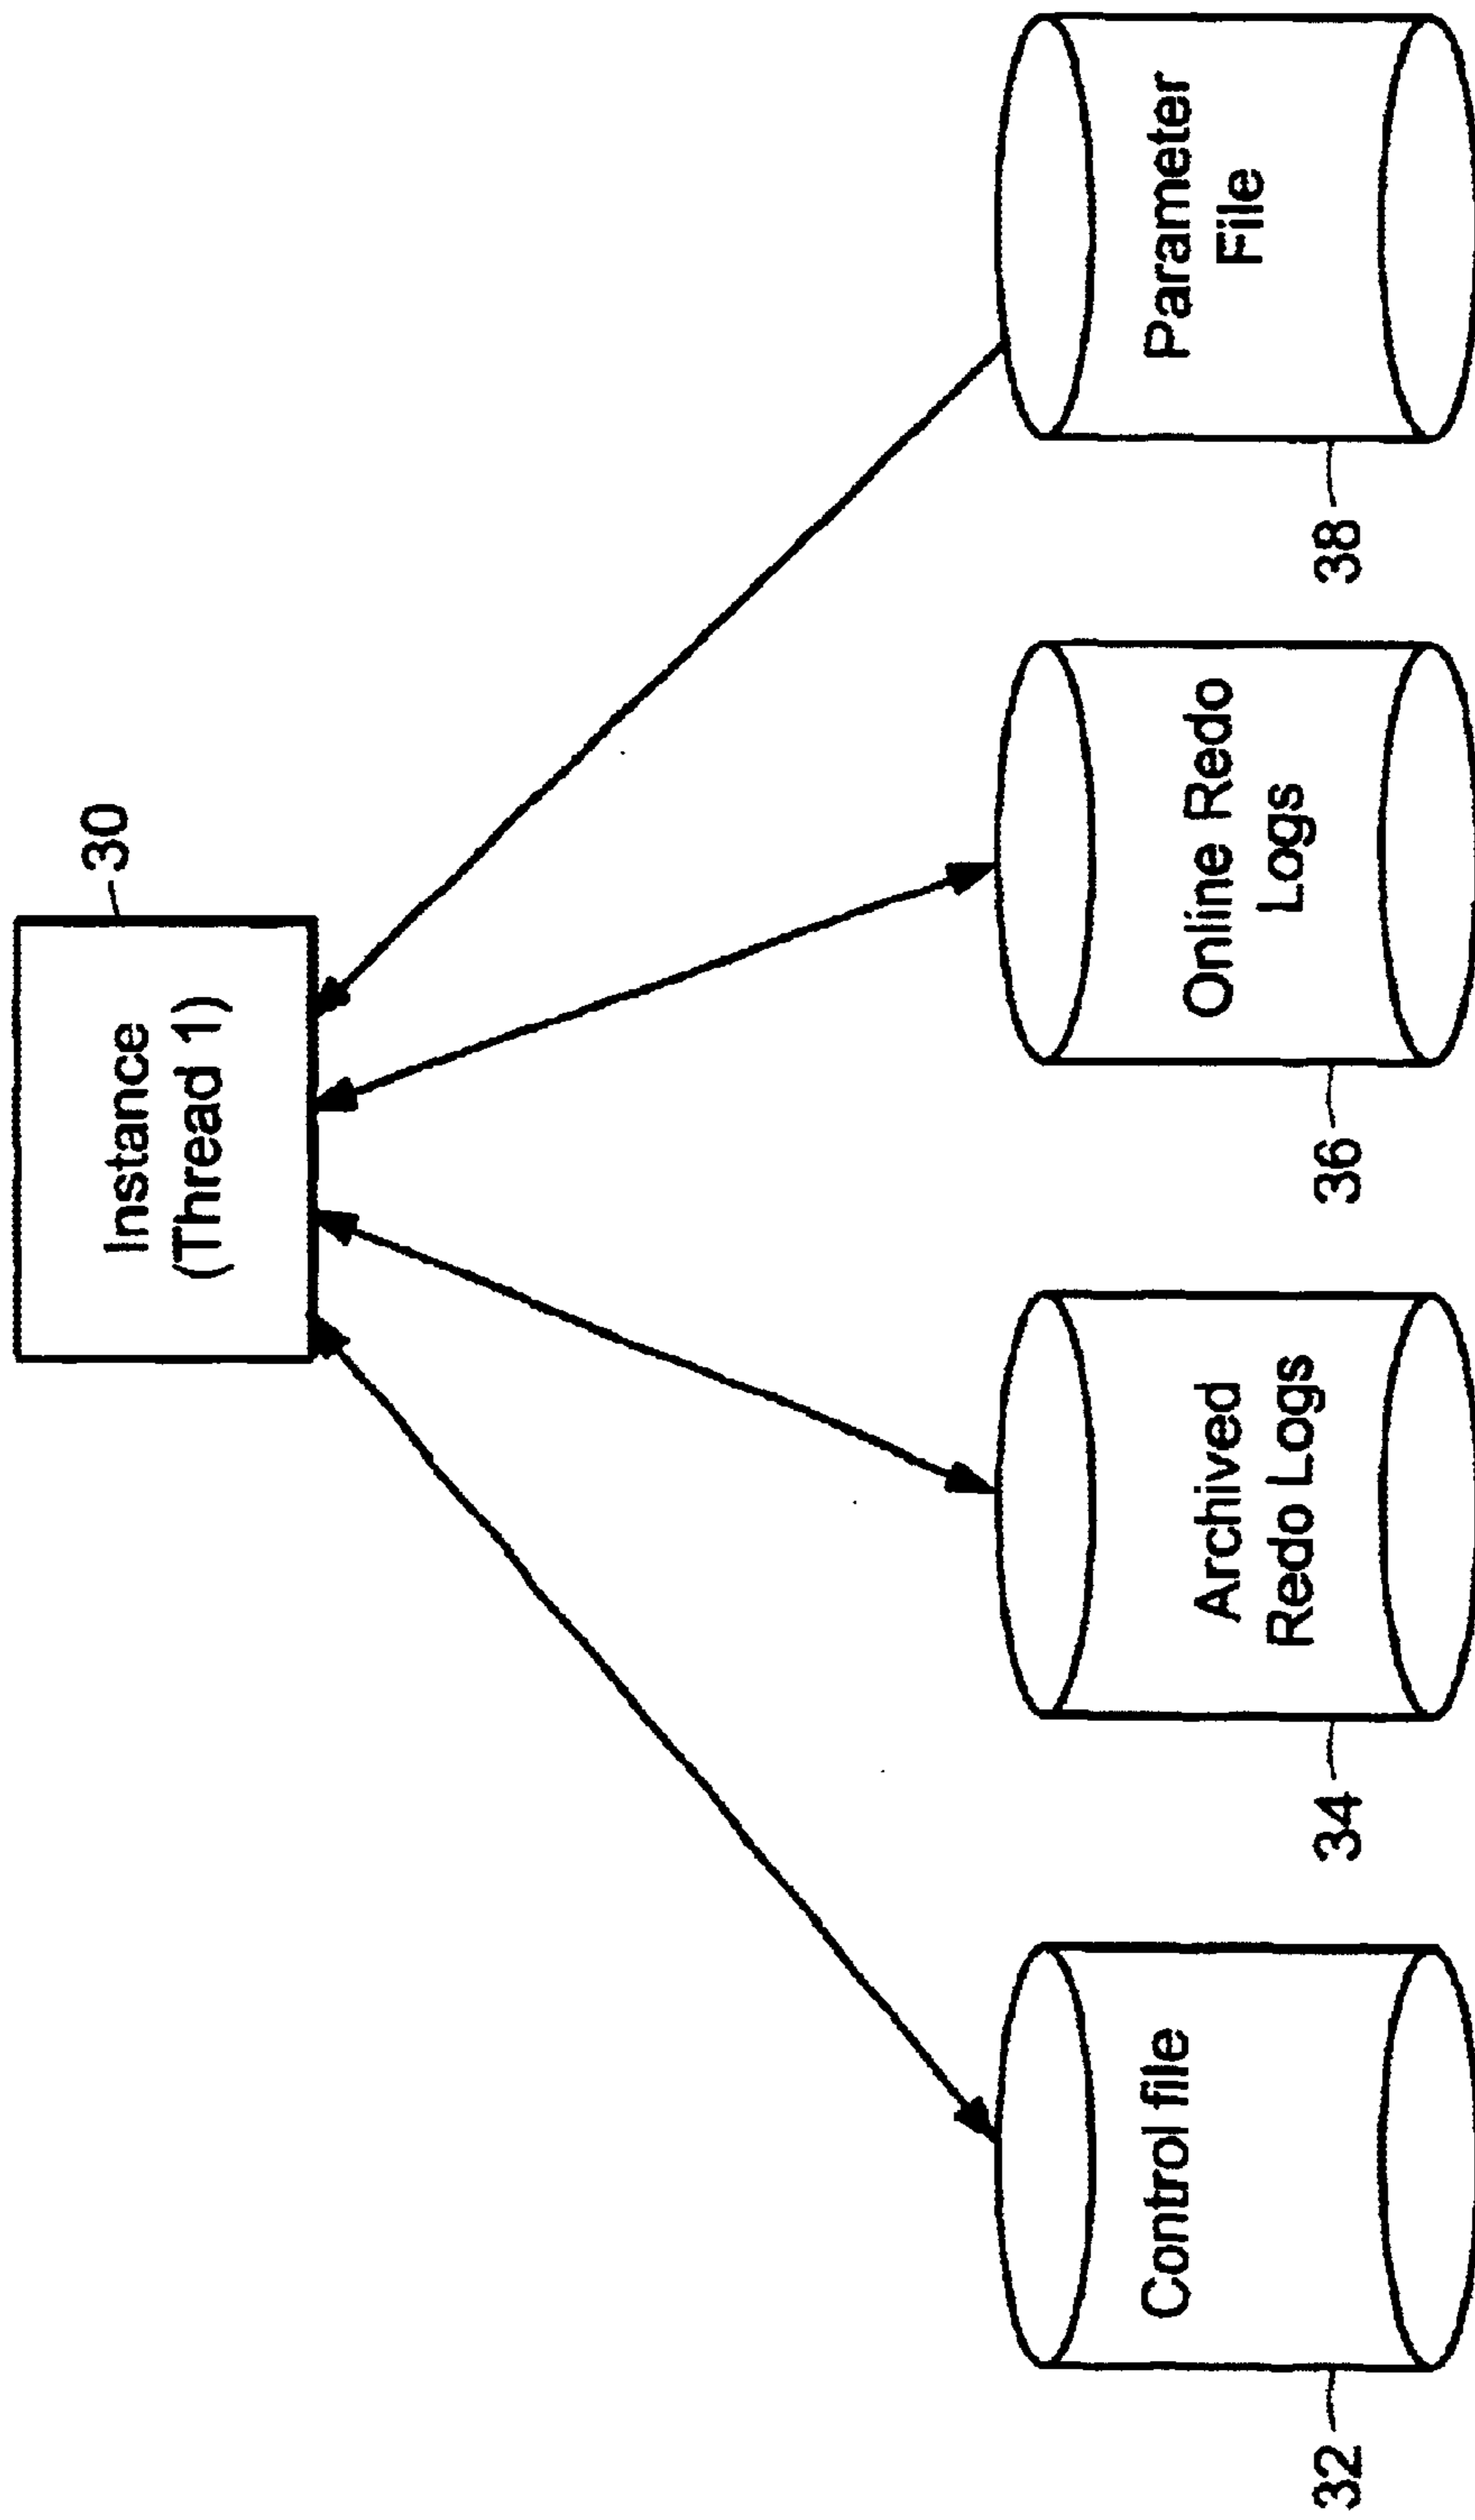 Instance
(Thread 1)
30
Control file
32
Archived
Redo Logs
34
Online Redo
Logs
36
Parameter
File
38